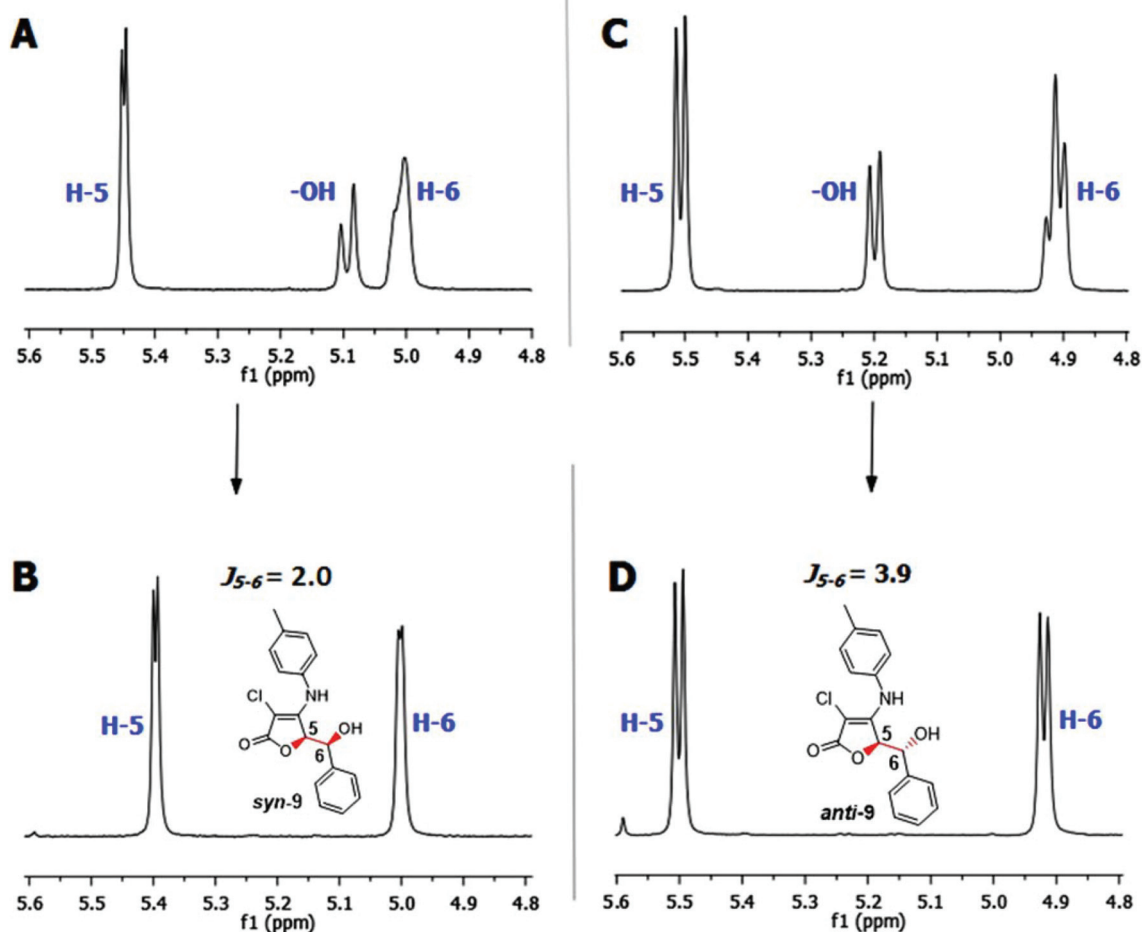 A
H-5
-OH
H-6
5.6 5.5 5.4 5.3 5.2 5.1 5.0 4.9 4.8
f1 (ppm)
C
H-5
-OH
H-6
5.6 5.5 5.4 5.3 5.2 5.1 5.0 4.9 4.8
f1 (ppm)
B
J5-6 = 2.0
Cl
NH
5
OH
O
O
6
H-5
H-6
syn-9
5.6 5.5 5.4 5.3 5.2 5.1 5.0 4.9 4.8
f1 (ppm)
D
J5-6 = 3.9
Cl
NH
5
OH
O
O
6
H-5
H-6
anti-9
5.6 5.5 5.4 5.3 5.2 5.1 5.0 4.9 4.8
f1 (ppm)